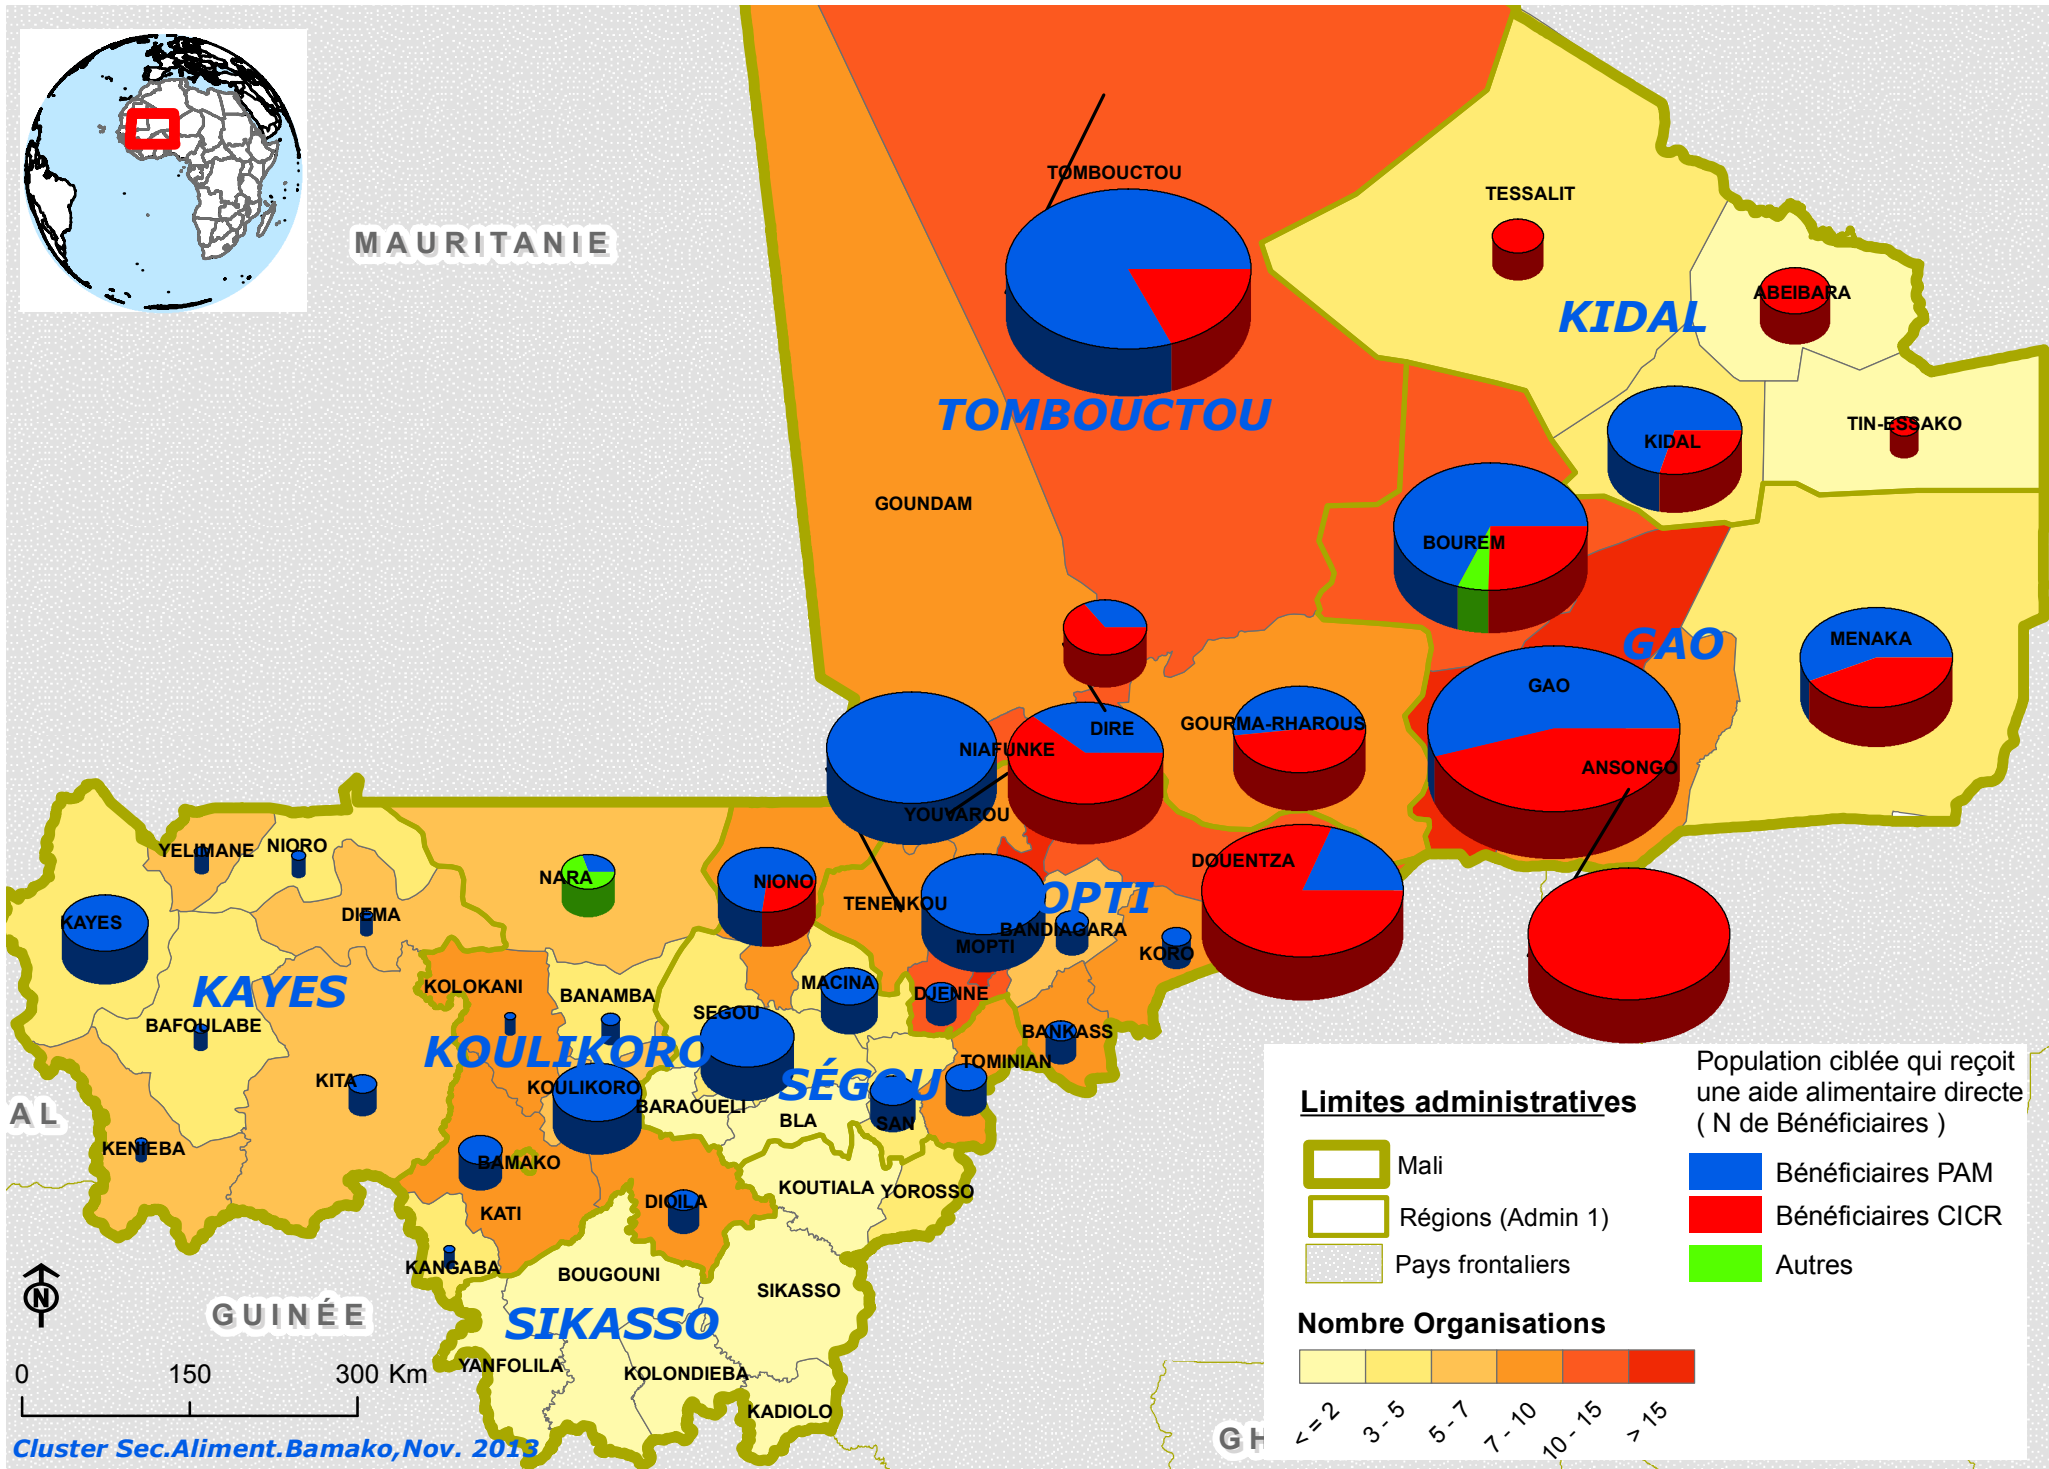 TOMBOUCTOU
TESSALIT
MAURITANIE
ABEIBARA
KIDAL
TOMBOUCTOU
TIN-ESSAKO
KIDAL
GOUNDAM
BOUREM
GAO
MENAKA
GAO
DIRE
GOURMA-RHAROUS
NIAFUNKE
ANSONGO
YOUVAROU
YELIMANE
NIORO
DOUENTZA
NARA
NIONO
TENENKOU
OPTI
KAYES
DIEMA
BANDIAGARA
MOPTI
KORO
KAYES
KOLOKANI
BANAMBA
MACINA
DJENNE
SEGOU
BAFOULABE
KOULIKORO
BANKASS
TOMINIAN
KITA
KOULIKORO
SÉGOU
BARAOUELI
BLA
SAN
AL
KENIEBA
BAMAKO
KOUTIALA
YOROSSO
KATI
DIOILA
KANGABA
BOUGOUNI
SIKASSO
GUINÉE
SIKASSO
YANFOLILA
KOLONDIEBA
KADIOLO
N
0 150 300 Km
Cluster Sec.Aliment.Bamako,Nov. 2013
GH
Limites administratives
Mali
Régions (Admin 1)
Pays frontaliers
Population ciblée qui reçoit
une aide alimentaire directe
( N de Bénéficiaires )
Bénéficiaires PAM
Bénéficiaires CICR
Autres
Nombre Organisations
< = 2
3 - 5
5 - 7
7 - 10
10 - 15
> 15